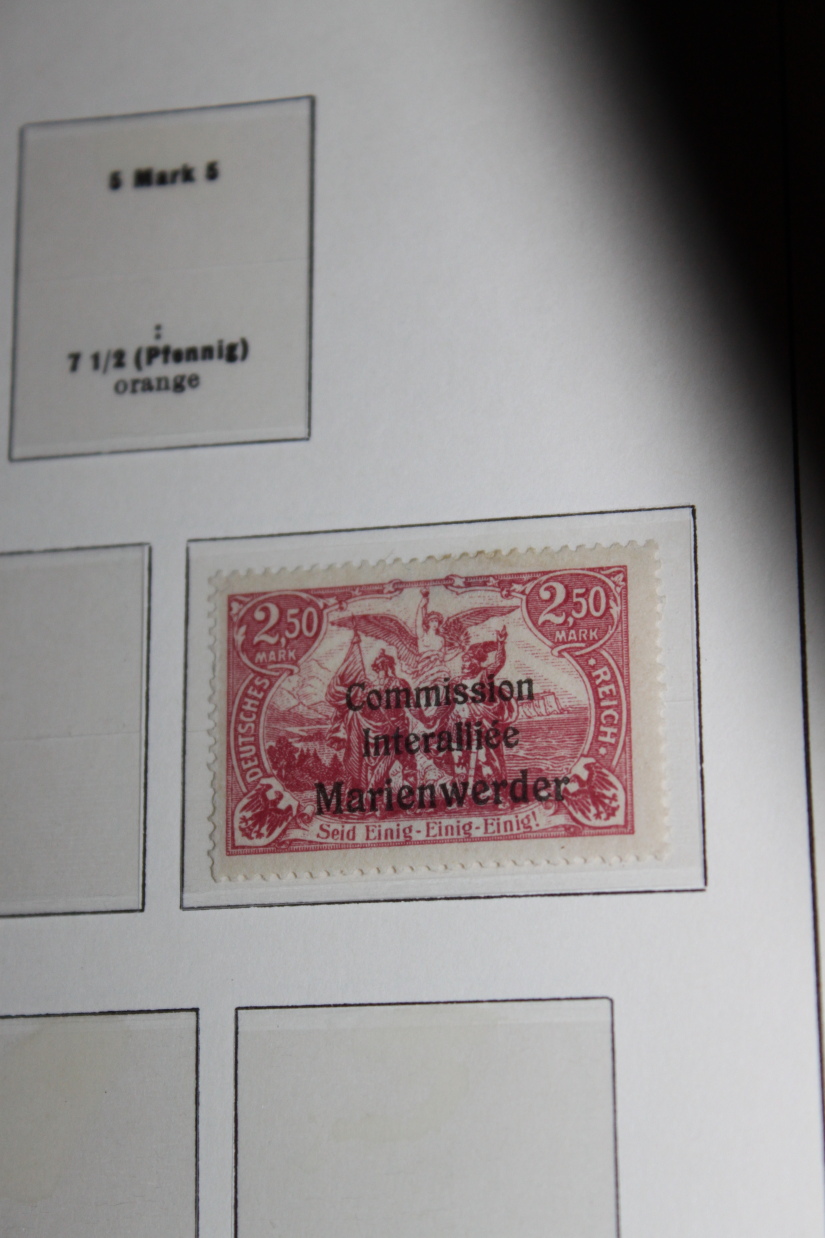 5 Mark 5
:
7 1/2 (Pfennig)
orange
2,50 MARK
2,50 MARK
DEUTSCHES REICH
Commission
Interalliée
Marienwerder
Seid Einig-Einig-Einig!